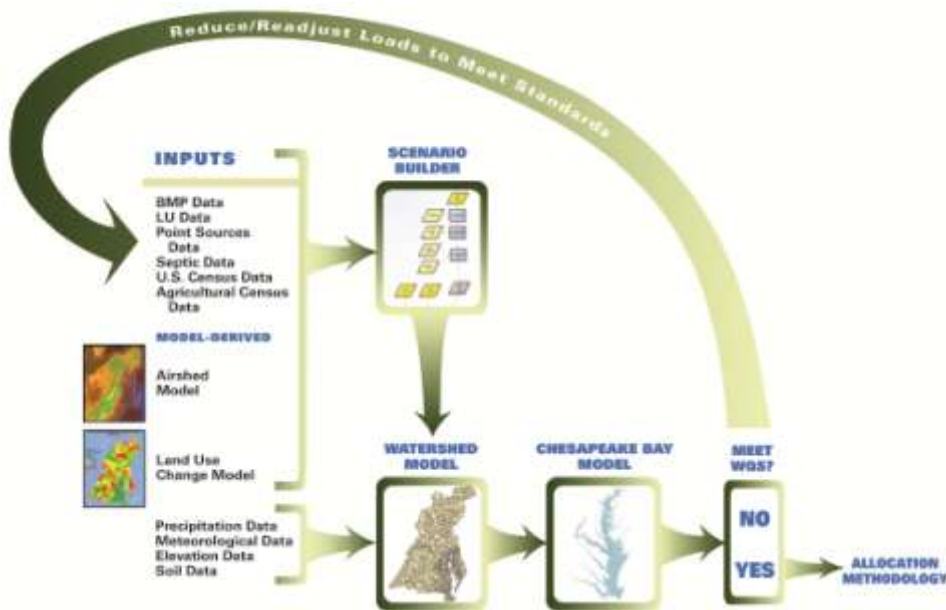 Reduce/Readjust Loads to Meet Standards
INPUTS
BMP Data
LU Data
Point Sources
Data
Septic Data
U.S. Census Data
Agricultural Census
Data
MODEL-DERIVED
Airshed
Model
Land Use
Change Model
Precipitation Data
Meteorological Data
Elevation Data
Soil Data
SCENARIO
BUILDER
WATERSHED
MODEL
CHESAPEAKE BAY
MODEL
MEET
WQS?
NO
YES
ALLOCATION
METHODOLOGY